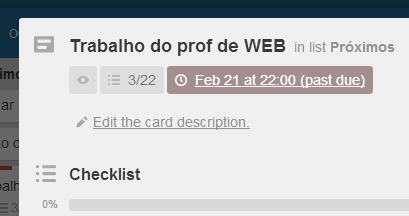 Trabalho do prof de WEB in list Próximos
3/22 Feb 21 at 22:00 (past due)
Edit the card description.
Checklist
0%